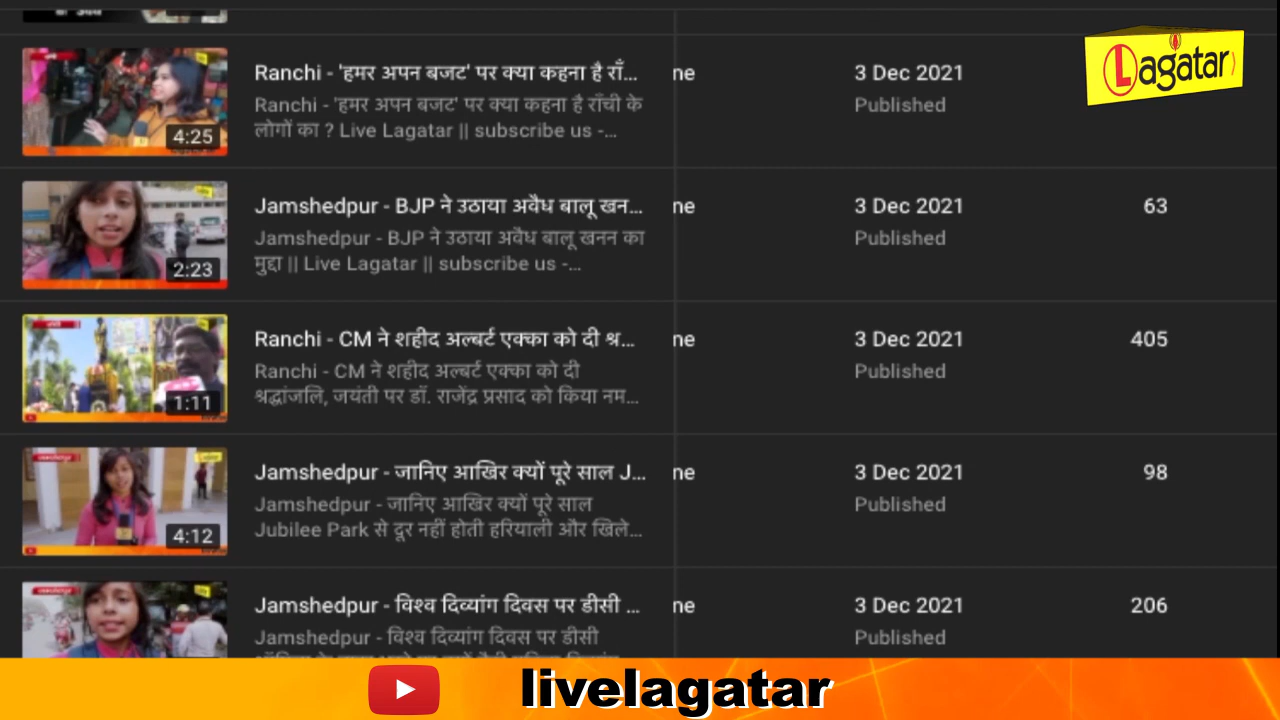 Lagatar
Ranchi - 'हमर अपन बजट' पर क्या कहना है राँ... ne 3 Dec 2021
Ranchi - 'हमर अपन बजट' पर क्या कहना है राँची के Published
लोगों का ? Live Lagatar || subscribe us -...
4:25
Jamshedpur - BJP ने उठाया अवैध बालू खन... ne 3 Dec 2021 63
Jamshedpur - BJP ने उठाया अवैध बालू खनन का Published
मुद्दा || Live Lagatar || subscribe us -...
2:23
Ranchi - CM ने शहीद अल्बर्ट एक्का को दी श्र... ne 3 Dec 2021 405
Ranchi - CM ने शहीद अल्बर्ट एक्का को दी Published
श्रद्धांजलि, जयंती पर डॉ. राजेंद्र प्रसाद को किया नम...
1:11
Jamshedpur - जानिए आखिर क्यों पूरे साल J... ne 3 Dec 2021 98
Jamshedpur - जानिए आखिर क्यों पूरे साल Published
Jubilee Park से दूर नहीं होती हरियाली और खिले...
4:12
Jamshedpur - विश्व दिव्यांग दिवस पर डीसी ... ne 3 Dec 2021 206
Jamshedpur - विश्व दिव्यांग दिवस पर डीसी Published
livelagatar